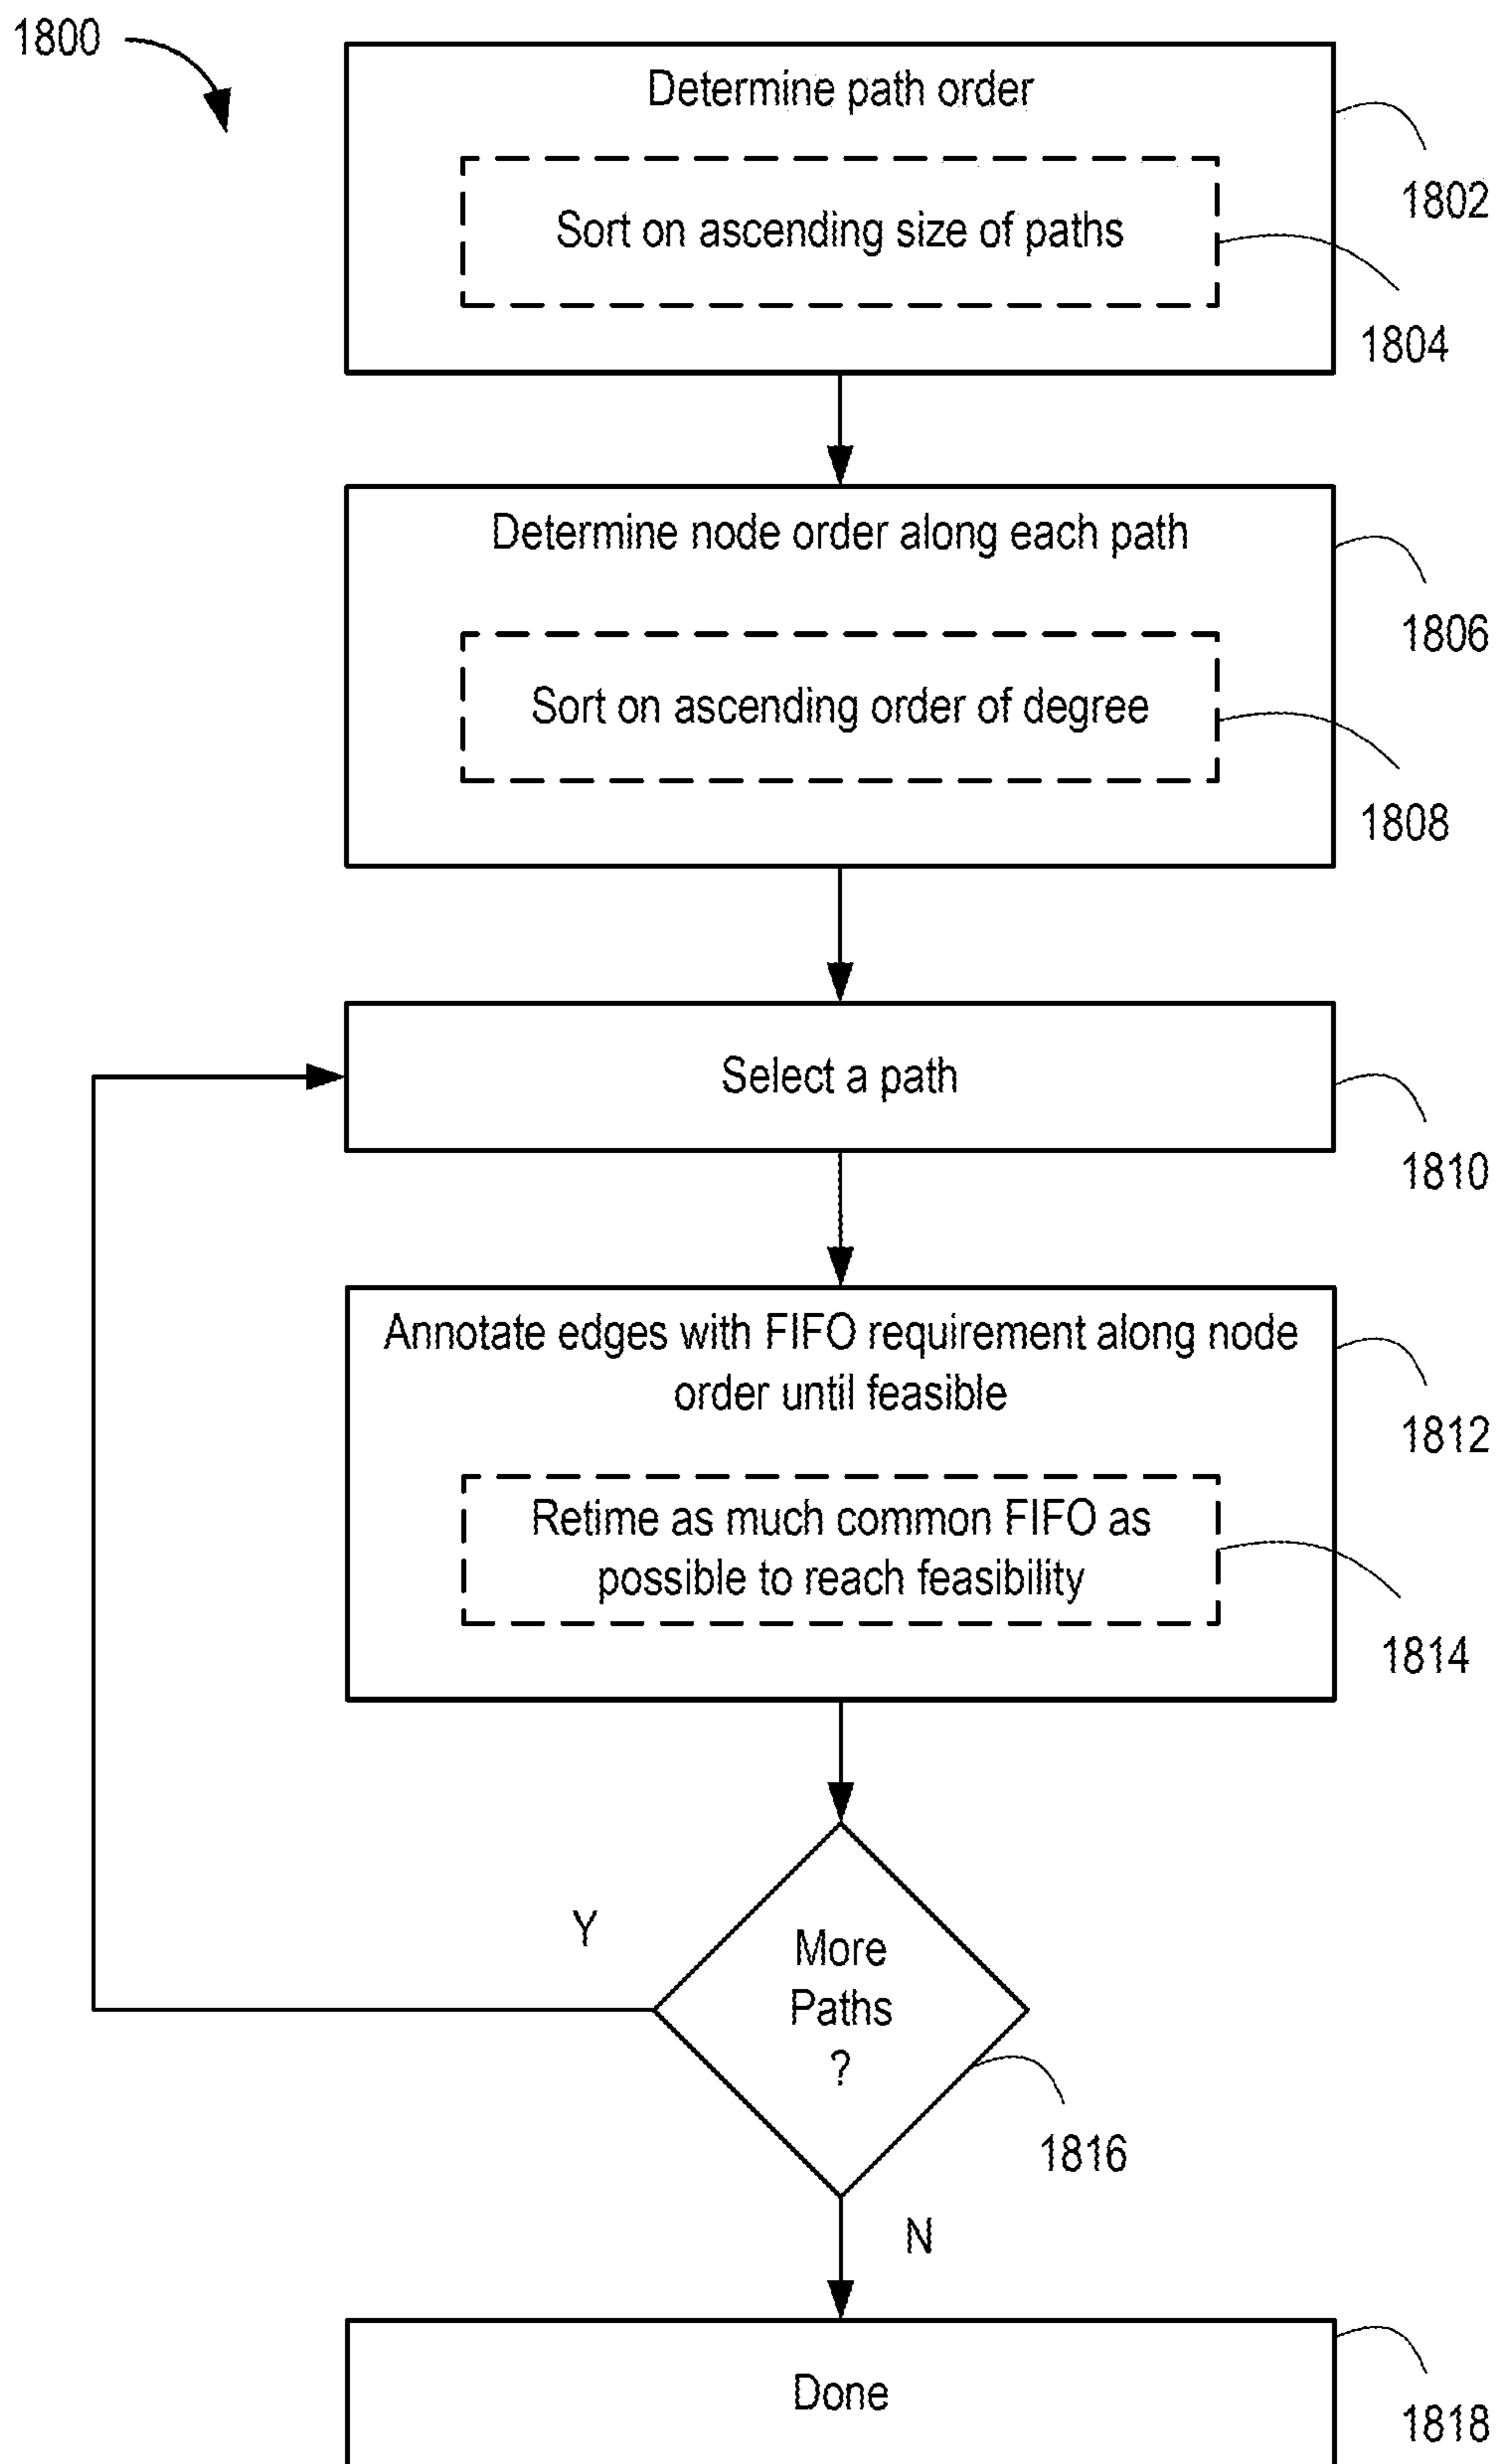 1800
Determine path order
1802
Sort on ascending size of paths
1804
Determine node order along each path
1806
Sort on ascending order of degree
1808
Select a path
1810
Annotate edges with FIFO requirement along node
order until feasible
1812
Retime as much common FIFO as
possible to reach feasibility
1814
Y
More
Paths
?
1816
N
Done
1818